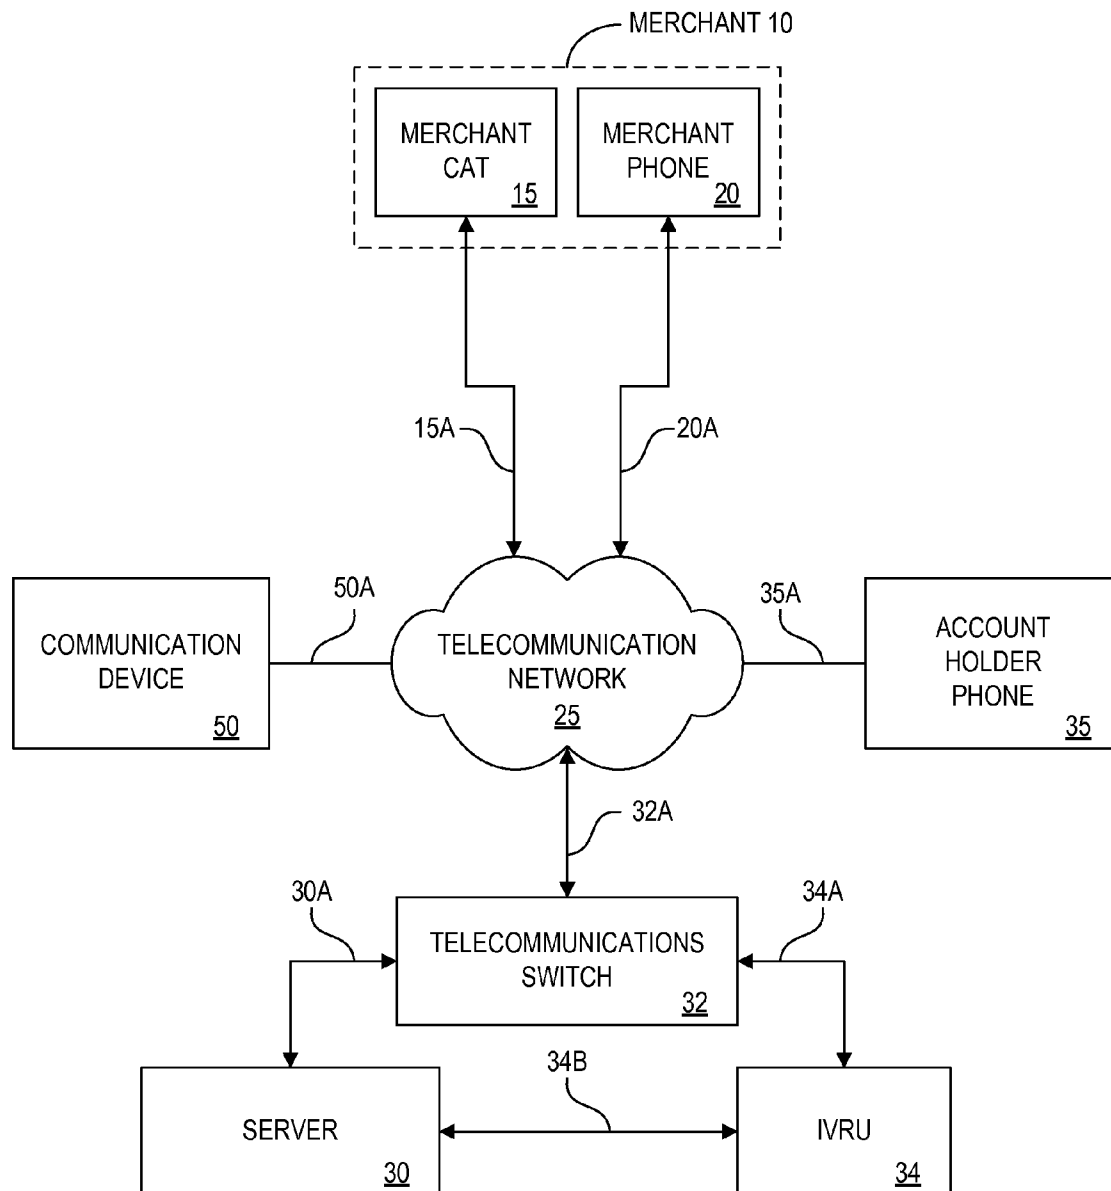 MERCHANT 10
MERCHANT
CAT
15
MERCHANT
PHONE
20
15A
20A
50A
35A
COMMUNICATION
DEVICE
50
TELECOMMUNICATION
NETWORK
25
ACCOUNT
HOLDER
PHONE
35
32A
30A
34A
TELECOMMUNICATIONS
SWITCH
32
34B
SERVER
30
IVRU
34